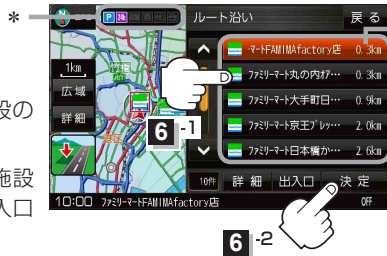 *
ルート沿い 戻る
1km
広域
詳細
-マートFAMIMAfactory店 0.3km
ファミリーマート丸の内オア… 0.3km
ファミリーマート大手町日… 0.9km
ファミリーマート京王プレッ… 2.0km
ファミリーマート日本橋か… 2.6km
6-1
10件 詳細 出入口 決定
10:00 ファミリーマートFAMIMAfactory店 OFF
6-2
段の
施設
入口